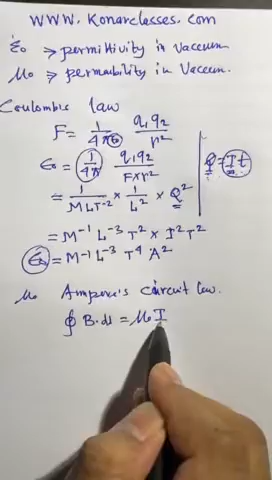 www.Konarclasses.com
ε₀ → permittivity in vaccum
μ₀ → permability in Vaccum.
Coulombic law
F = 1/4πε₀ q₁q₂/r²
ε₀ = 1/4π q₁q₂/F×r² Q = It
= 1/MLT⁻² × 1/L² × Q²
= M⁻¹ L⁻³ T² × I² T²
ε₀ = M⁻¹ L⁻³ T⁴ A²
μ₀ Ampere's circuit law.
∮ B.dl = μ₀ I